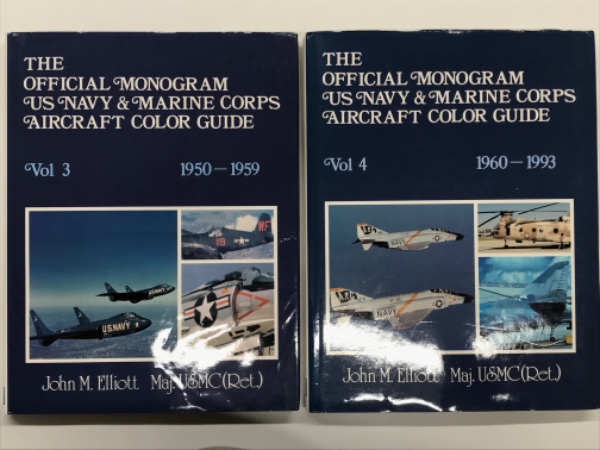 THE
OFFICIAL MONOGRAM
US NAVY & MARINE CORPS
AIRCRAFT COLOR GUIDE
Vol 3 1950-1959
WF
19
U.S.NAVY
John M. Elliott Maj. USMC(Ret.)
THE
OFFICIAL MONOGRAM
US NAVY & MARINE CORPS
AIRCRAFT COLOR GUIDE
Vol 4 1960-1993
NAVY
John M. Elliott Maj. USMC(Ret.)